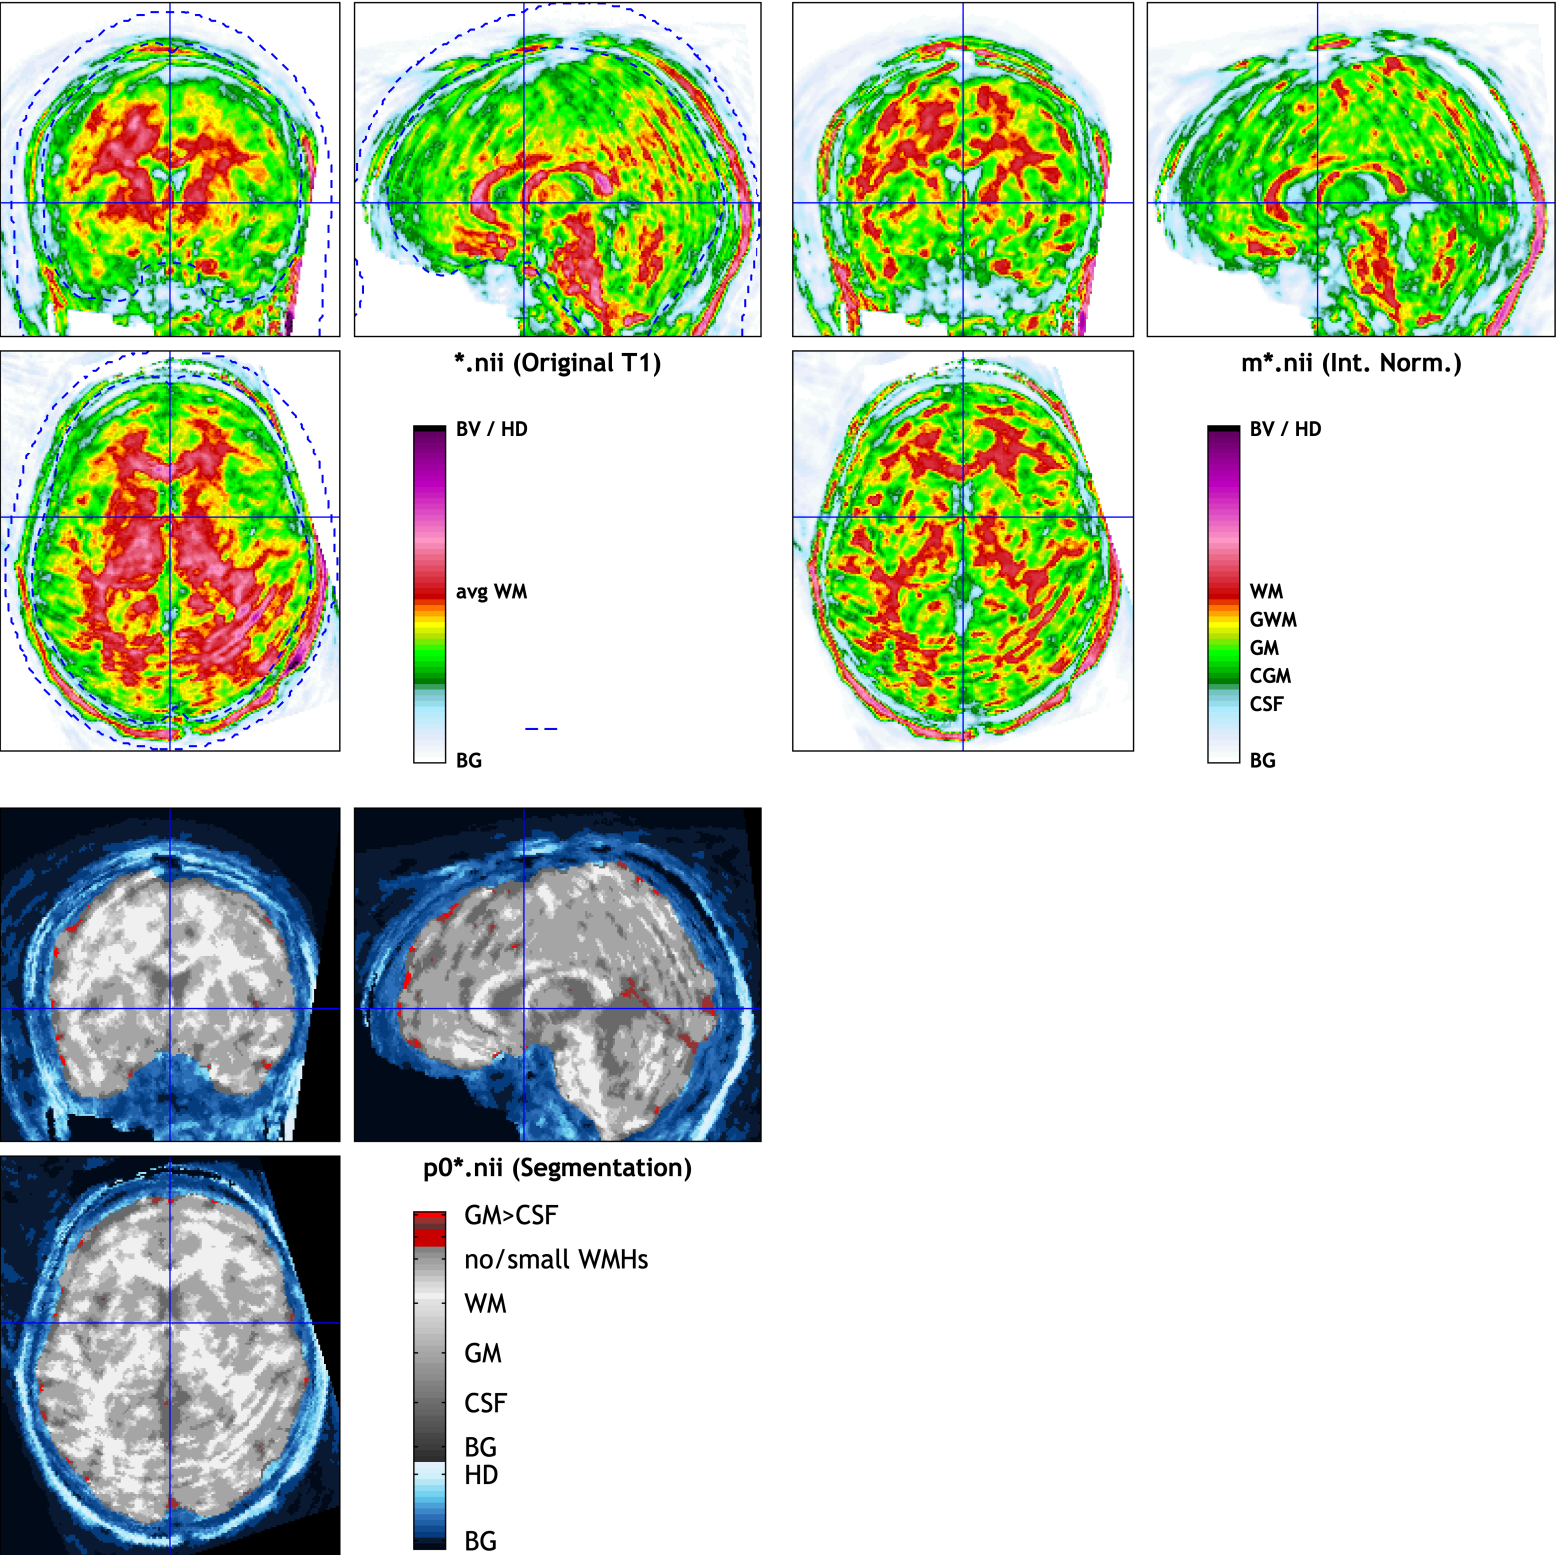 *.nii (Original T1)
BV / HD
avg WM
BG
m*.nii (Int. Norm.)
BV / HD
WM
GWM
GM
CGM
CSF
BG
p0*.nii (Segmentation)
GM>CSF
no/small WMHs
WM
GM
CSF
BG
HD
BG